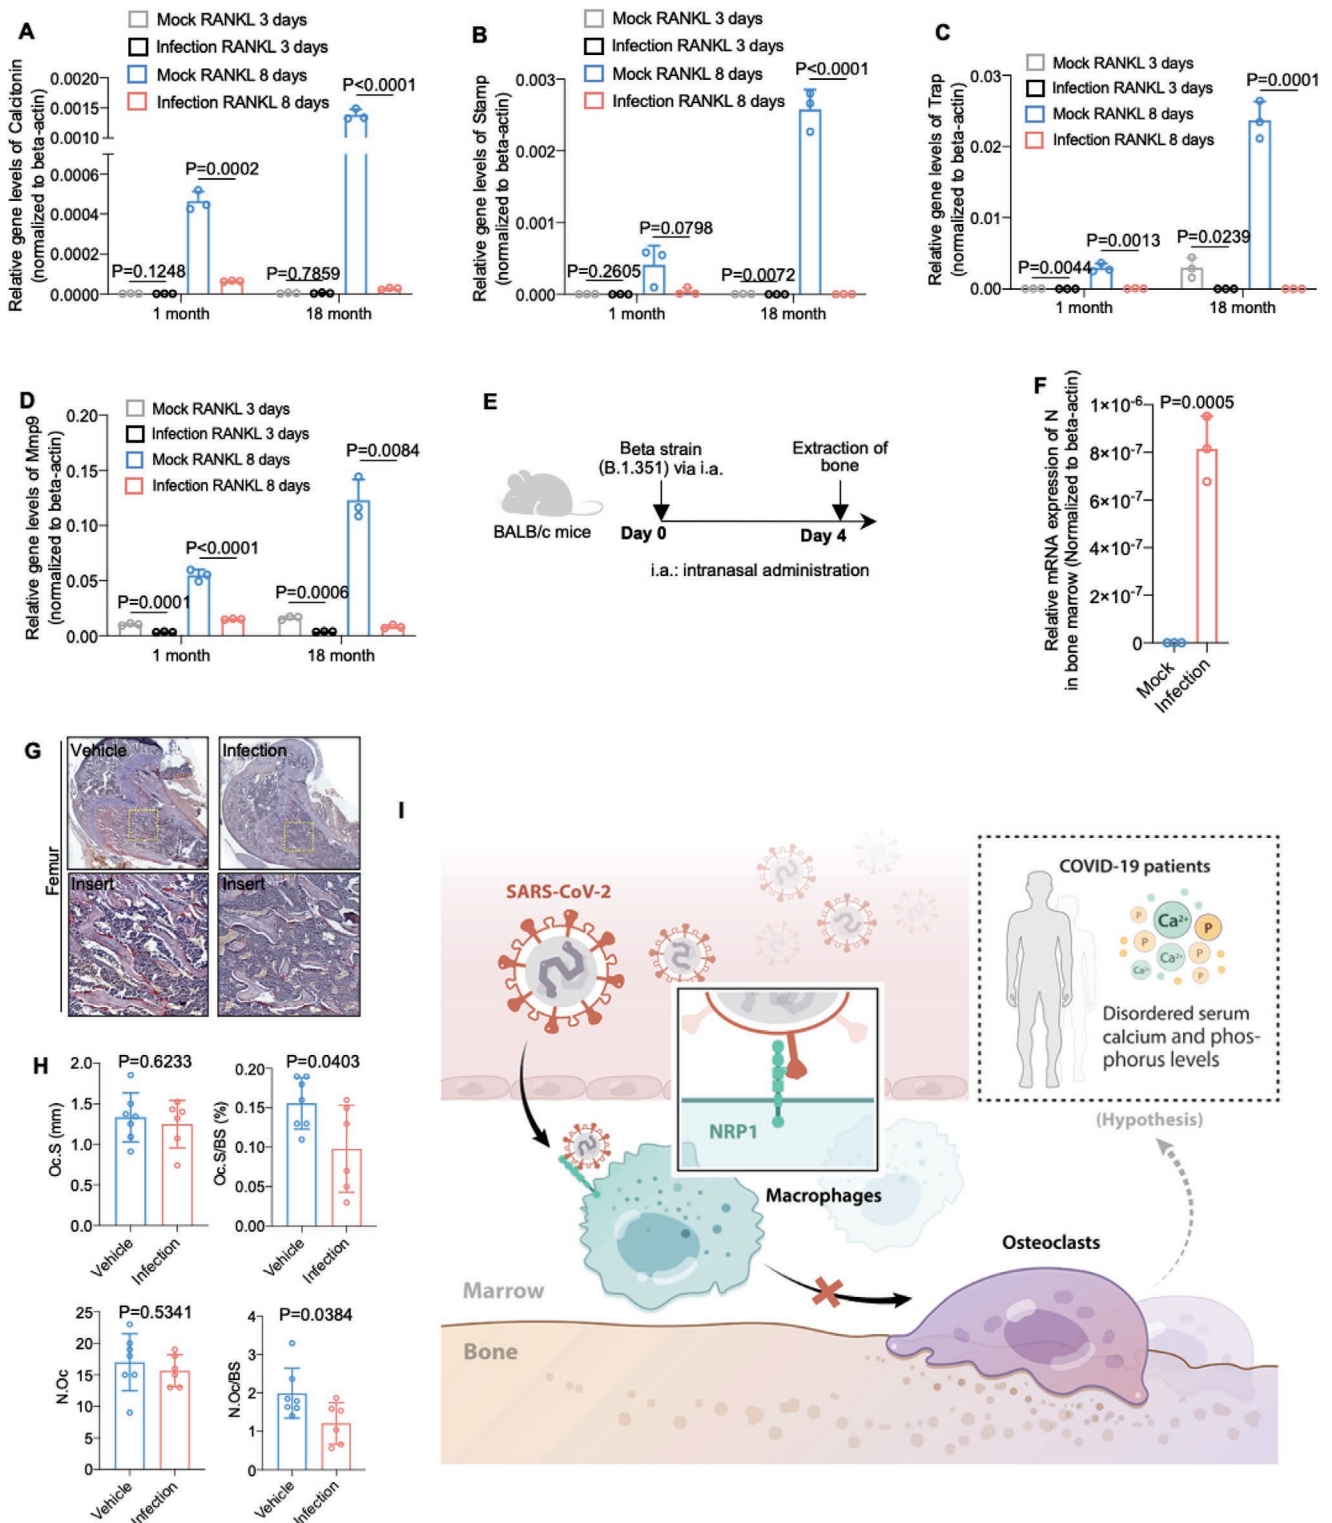 A
Mock RANKL 3 days
Infection RANKL 3 days
Mock RANKL 8 days
Infection RANKL 8 days
Relative gene levels of Calcitonin
(normalized to beta-actin)
0.0020
0.0015
0.0010
0.0006
0.0004
0.0002
0.0000
P=0.1248
P=0.0002
P=0.7859
P<0.0001
1 month
18 month
B
Mock RANKL 3 days
Infection RANKL 3 days
Mock RANKL 8 days
Infection RANKL 8 days
Relative gene levels of Stamp
(normalized to beta-actin)
0.003
0.002
0.001
0.000
P=0.2605
P=0.0798
P=0.0072
P<0.0001
1 month
18 month
C
Mock RANKL 3 days
Infection RANKL 3 days
Mock RANKL 8 days
Infection RANKL 8 days
Relative gene levels of Trap
(normalized to beta-actin)
0.03
0.02
0.01
0.00
P=0.0044
P=0.0013
P=0.0239
P=0.0001
1 month
18 month
D
Mock RANKL 3 days
Infection RANKL 3 days
Mock RANKL 8 days
Infection RANKL 8 days
Relative gene levels of Mmp9
(normalized to beta-actin)
0.20
0.15
0.10
0.05
0.00
P=0.0001
P<0.0001
P=0.0006
P=0.0084
1 month
18 month
E
Beta strain
(B.1.351) via i.a.
Extraction of
bone
BALB/c mice
Day 0
Day 4
i.a.: intranasal administration
F
Relative mRNA expression of N
in bone marrow (Normalized to beta-actin)
1×10⁻⁶
8×10⁻⁷
6×10⁻⁷
4×10⁻⁷
2×10⁻⁷
0
P=0.0005
Mock
Infection
G
Femur
Vehicle
Infection
Insert
Insert
H
Oc.S (mm)
2.0
1.5
1.0
0.5
0.0
P=0.6233
Vehicle
Infection
Oc.S/BS (%)
0.20
0.15
0.10
0.05
0.00
P=0.0403
Vehicle
Infection
N.Oc
25
20
15
10
5
0
P=0.5341
Vehicle
Infection
N.Oc/BS
4
3
2
1
0
P=0.0384
Vehicle
Infection
I
SARS-CoV-2
NRP1
Macrophages
Osteoclasts
Marrow
Bone
COVID-19 patients
Ca²⁺
P
P
P
Ca²⁺
Ca²⁺
P
Disordered serum
calcium and phos-
phorus levels
(Hypothesis)